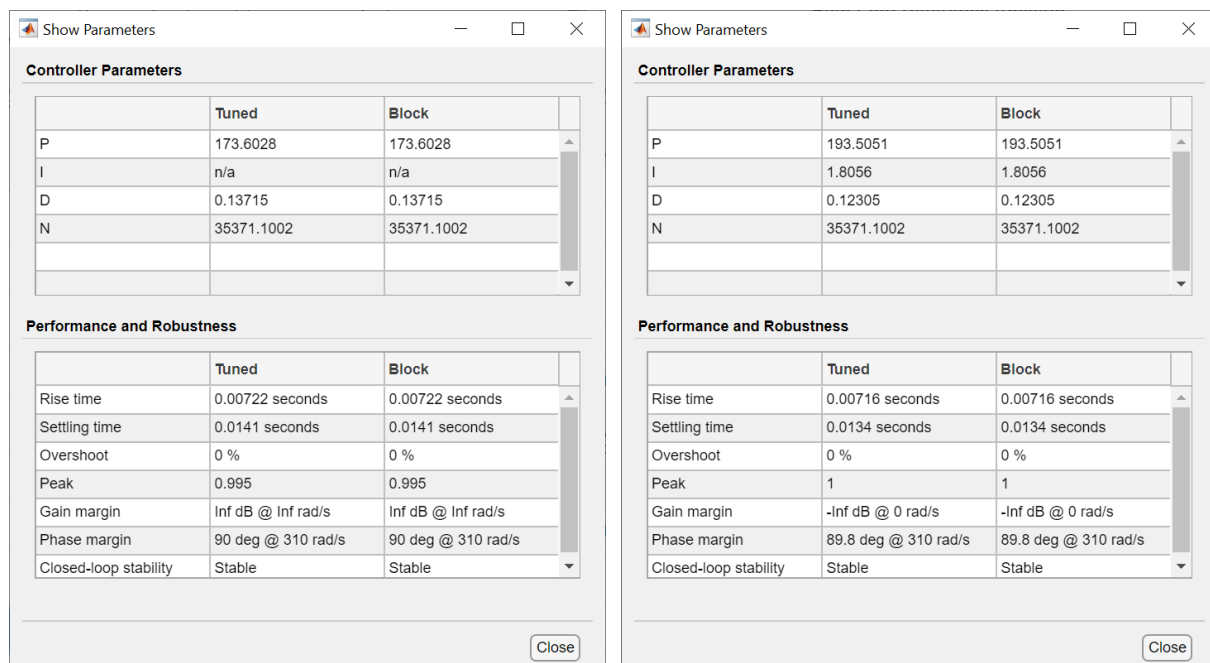 Show Parameters
Controller Parameters
Tuned Block
P 173.6028 173.6028
I n/a n/a
D 0.13715 0.13715
N 35371.1002 35371.1002
Performance and Robustness
Tuned Block
Rise time 0.00722 seconds 0.00722 seconds
Settling time 0.0141 seconds 0.0141 seconds
Overshoot 0 % 0 %
Peak 0.995 0.995
Gain margin Inf dB @ Inf rad/s Inf dB @ Inf rad/s
Phase margin 90 deg @ 310 rad/s 90 deg @ 310 rad/s
Closed-loop stability Stable Stable
Close
Show Parameters
Controller Parameters
Tuned Block
P 193.5051 193.5051
I 1.8056 1.8056
D 0.12305 0.12305
N 35371.1002 35371.1002
Performance and Robustness
Tuned Block
Rise time 0.00716 seconds 0.00716 seconds
Settling time 0.0134 seconds 0.0134 seconds
Overshoot 0 % 0 %
Peak 1 1
Gain margin -Inf dB @ 0 rad/s -Inf dB @ 0 rad/s
Phase margin 89.8 deg @ 310 rad/s 89.8 deg @ 310 rad/s
Closed-loop stability Stable Stable
Close